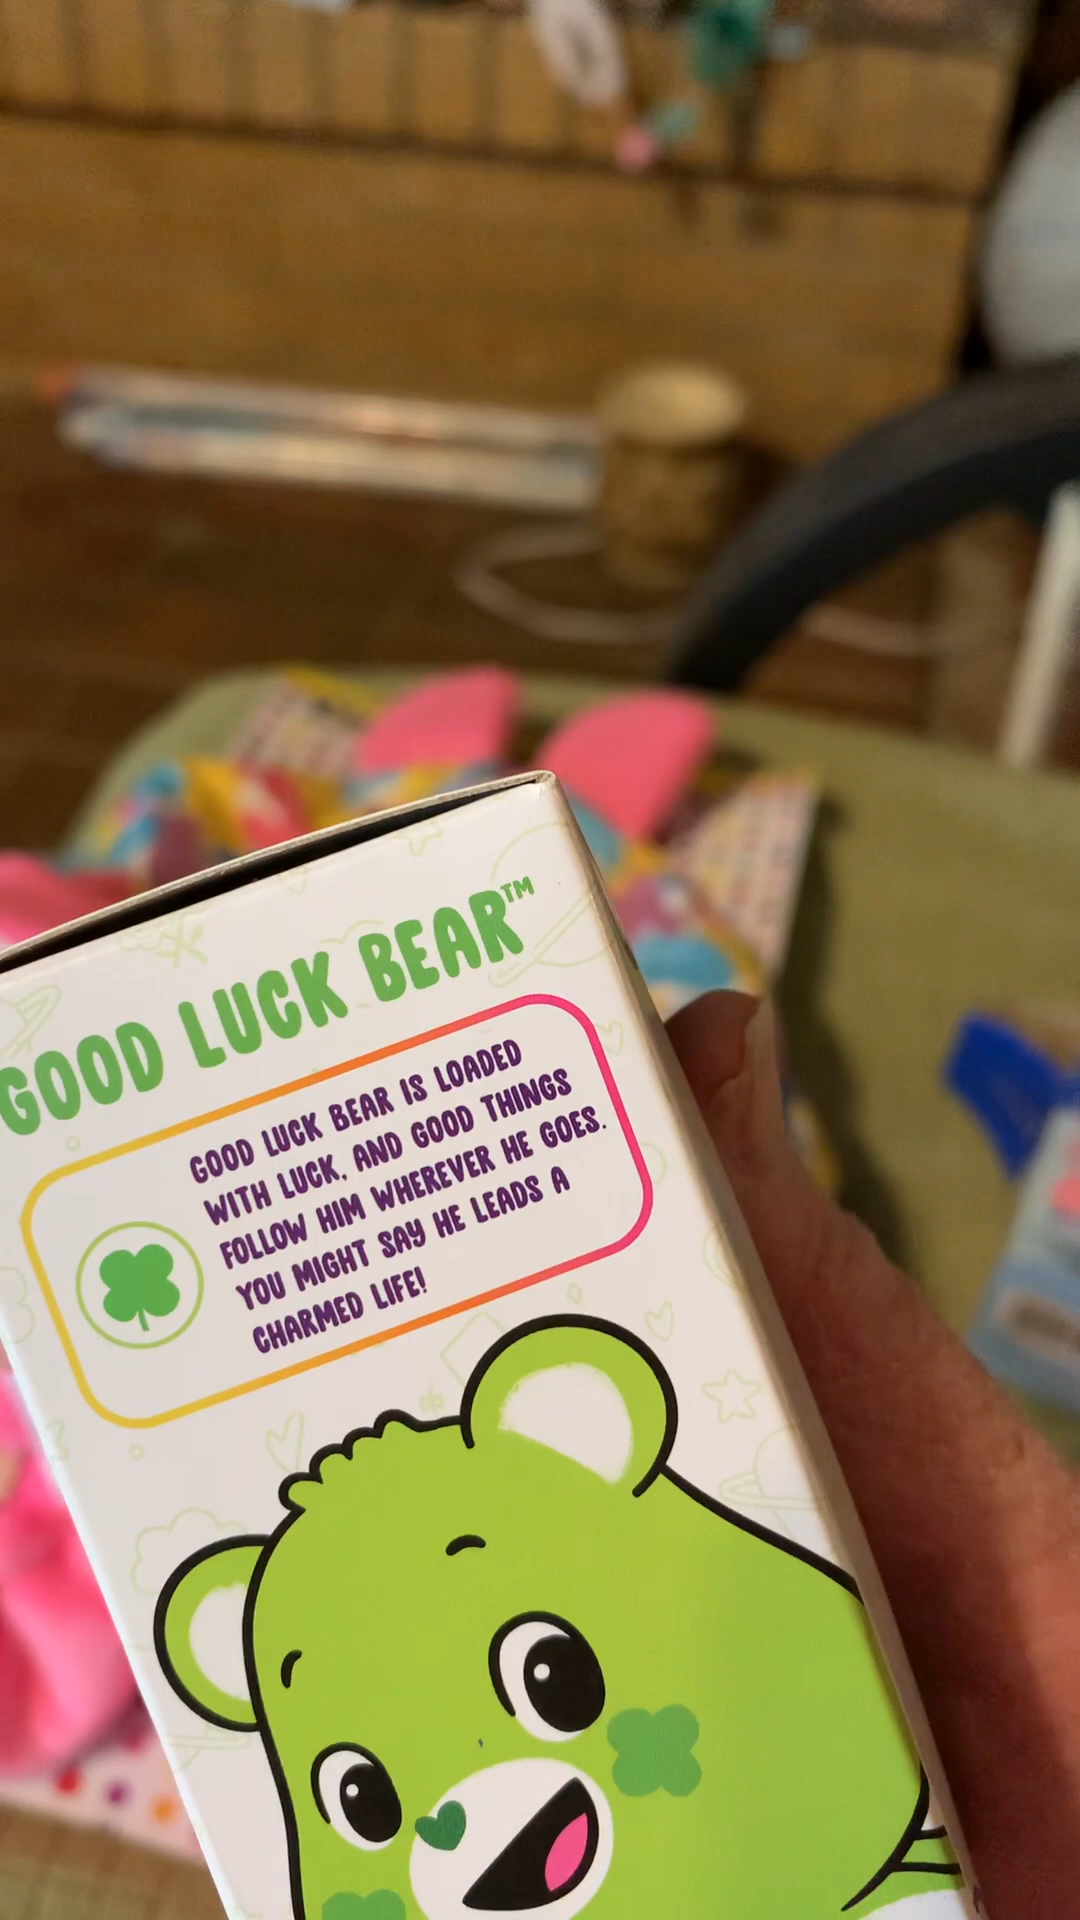 GOOD LUCK BEAR™
GOOD LUCK BEAR IS LOADED
WITH LUCK, AND GOOD THINGS
FOLLOW HIM WHEREVER HE GOES.
YOU MIGHT SAY HE LEADS A
CHARMED LIFE!